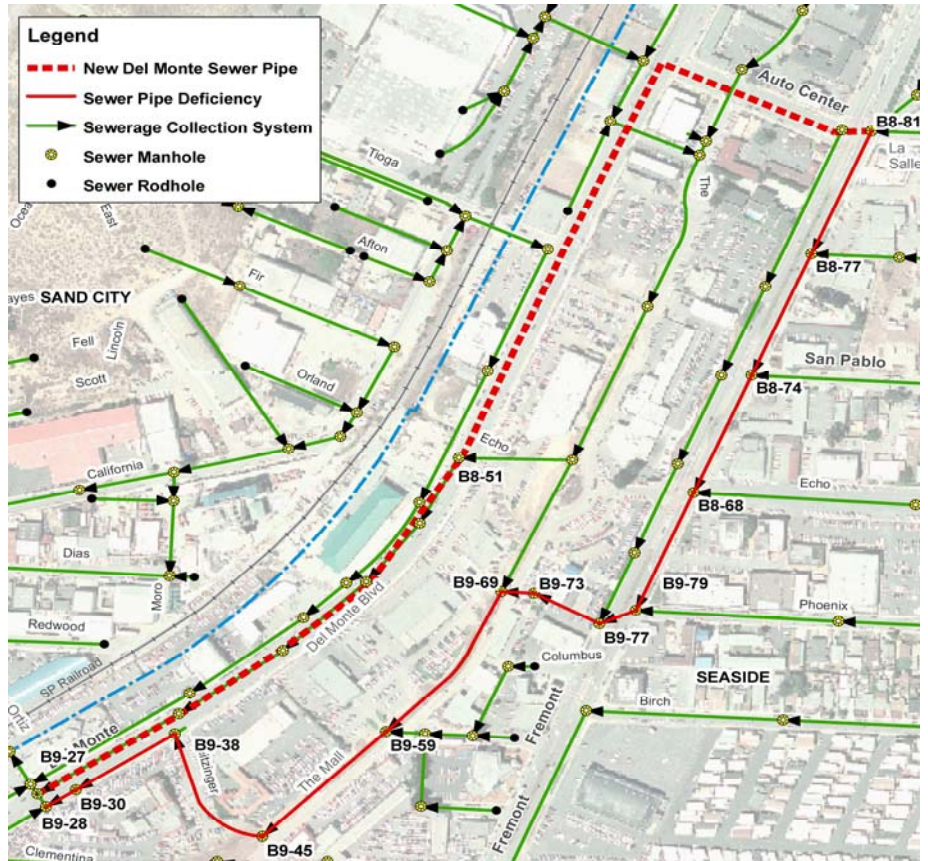 Legend
New Del Monte Sewer Pipe
Sewer Pipe Deficiency
Sewerage Collection System
Sewer Manhole
Sewer Rodhole
Auto Center
B8-81
La
Salle
The
Tioga
East
Afton
B8-77
Fir
SAND CITY
Fell
Lincoln
Scott
Orland
San Pablo
B8-74
Echo
B8-51
California
Echo
B8-68
Dias
Moro
B9-69
B9-73
B9-79
Phoenix
Redwood
Del Monte Blvd
B9-77
Columbus
SEASIDE
SP Railroad
Birch
Ortiz
Fremont
Monte
B9-27
B9-38
B9-59
The Mall
B9-30
B9-28
Fremont
B9-45
Clementina